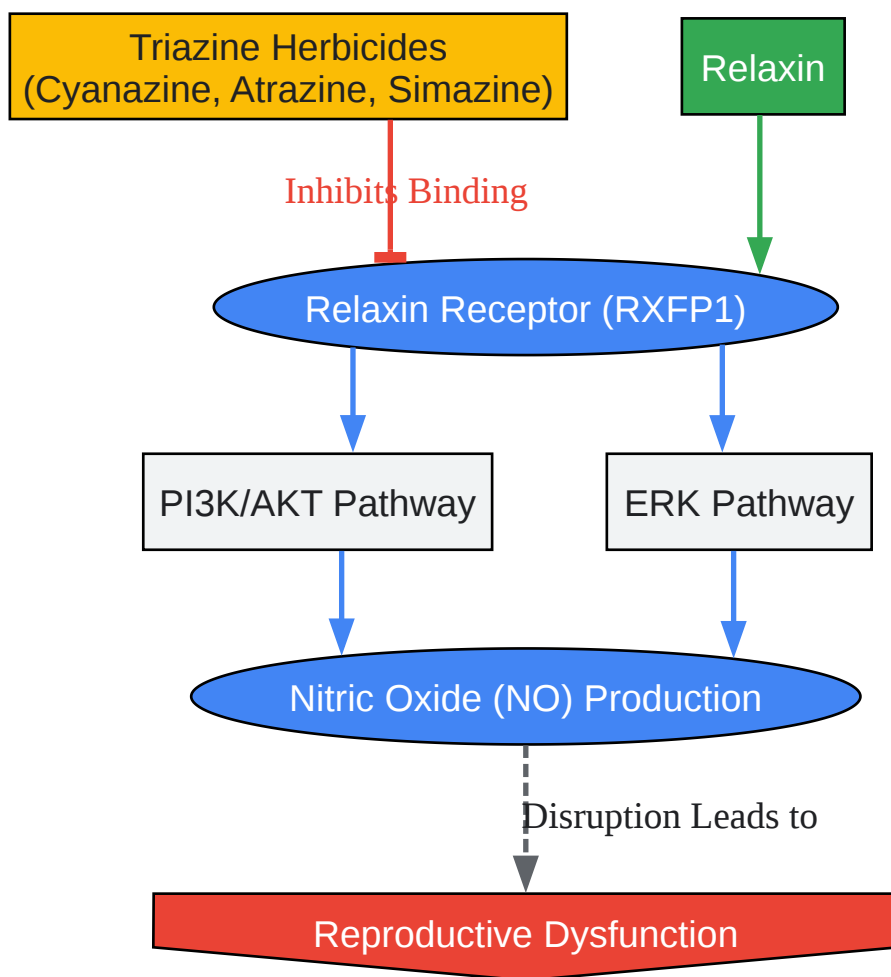 Triazine Herbicides
(Cyanazine, Atrazine, Simazine)
Relaxin
Inhibits Binding
Relaxin Receptor (RXFP1)
PI3K/AKT Pathway
ERK Pathway
Nitric Oxide (NO) Production
Disruption Leads to
Reproductive Dysfunction